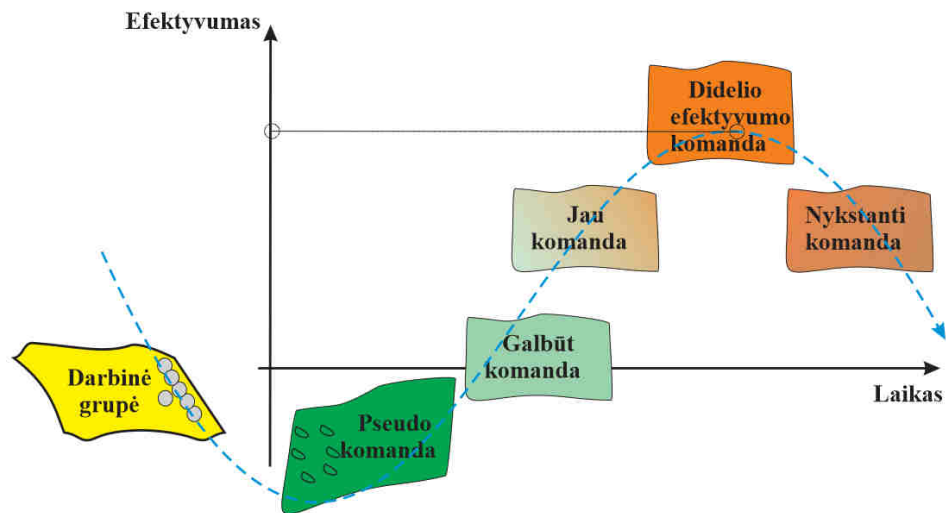 Efektyvumas
Didelio
efektyvumo
komanda
Jau
komanda
Nykstanti
komanda
Galbūt
komanda
Laikas
Darbinė
grupė
Pseudo
komanda